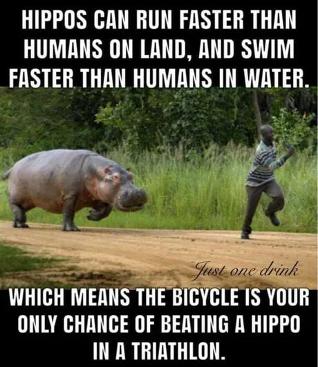 HIPPOS CAN RUN FASTER THAN
HUMANS ON LAND, AND SWIM
FASTER THAN HUMANS IN WATER.
Just one drink
WHICH MEANS THE BICYCLE IS YOUR
ONLY CHANCE OF BEATING A HIPPO
IN A TRIATHLON.